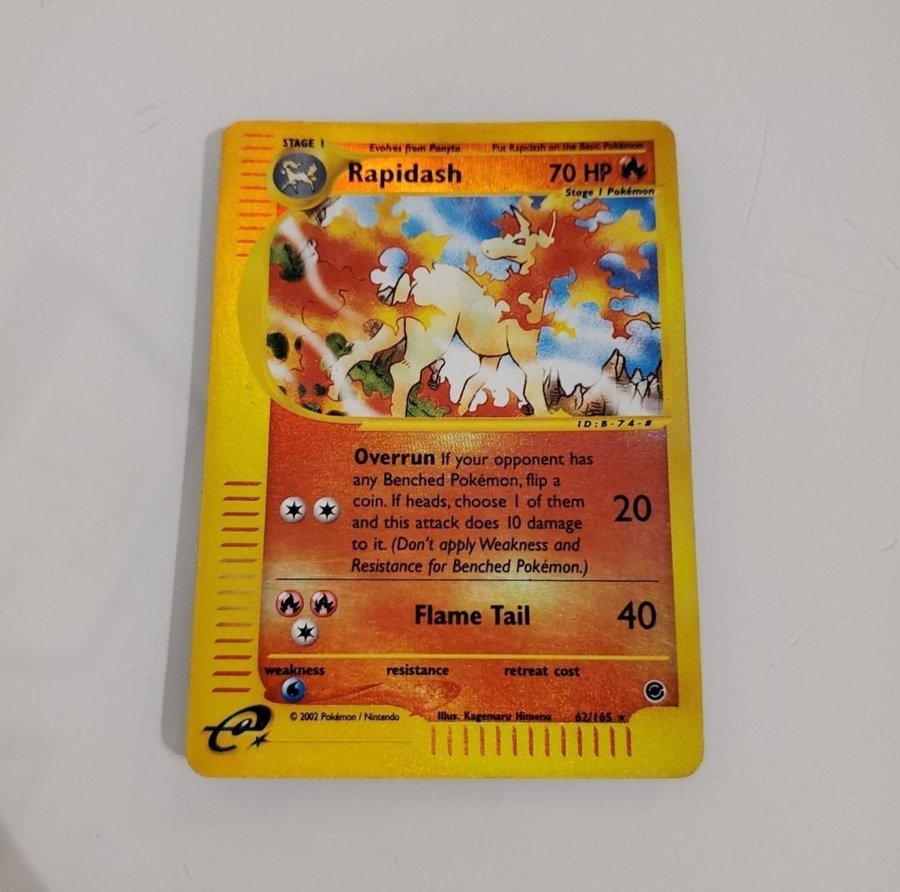 STAGE 1 Evolves from Ponyta Put Rapidash on the Basic Pokémon
Rapidash 70 HP
Stage 1 Pokémon
ID:B-74-#
Overrun If your opponent has
any Benched Pokémon, flip a
coin. If heads, choose 1 of them
and this attack does 10 damage
to it. (Don't apply Weakness and
Resistance for Benched Pokémon.)
20
Flame Tail 40
weakness resistance retreat cost
e
© 2002 Pokémon / Nintendo Illus. Kagemaru Himeno 62/165 ★